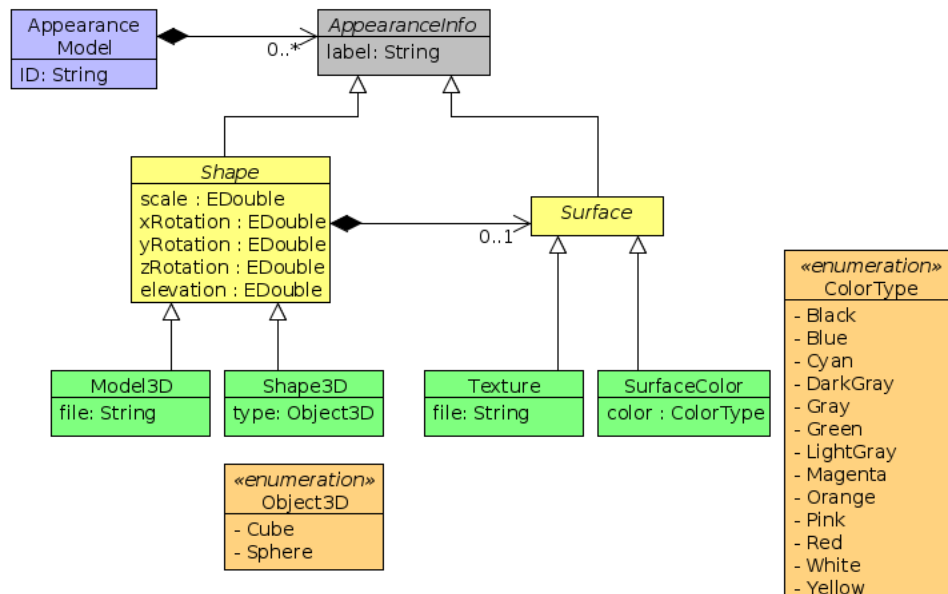 Appearance
Model
ID: String
0..*
AppearanceInfo
label: String
Shape
scale : EDouble
xRotation : EDouble
yRotation : EDouble
zRotation : EDouble
elevation : EDouble
0..1
Surface
Model3D
file: String
Shape3D
type: Object3D
Texture
file: String
SurfaceColor
color : ColorType
«enumeration»
Object3D
- Cube
- Sphere
«enumeration»
ColorType
- Black
- Blue
- Cyan
- DarkGray
- Gray
- Green
- LightGray
- Magenta
- Orange
- Pink
- Red
- White
- Yellow